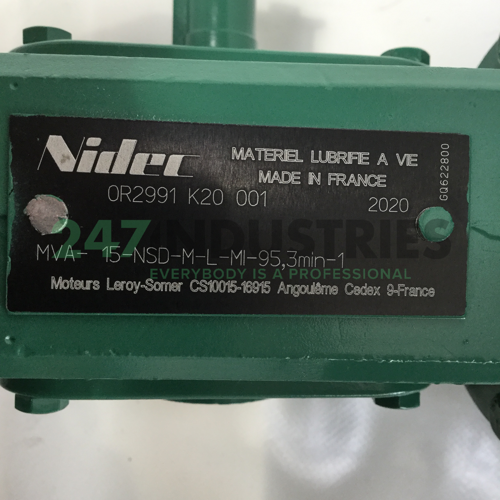 Nidec
MATERIEL LUBRIFIE A VIE
MADE IN FRANCE
GQ622800
0R2991 K20 001
2020
247 INDUSTRIES
MVA- 15-NSD-M-L-MI-95,3min-1
EVERYBODY IS A PROFESSIONAL
Moteurs Leroy-Somer CS10015-16915 Angoulême Cedex 9-France